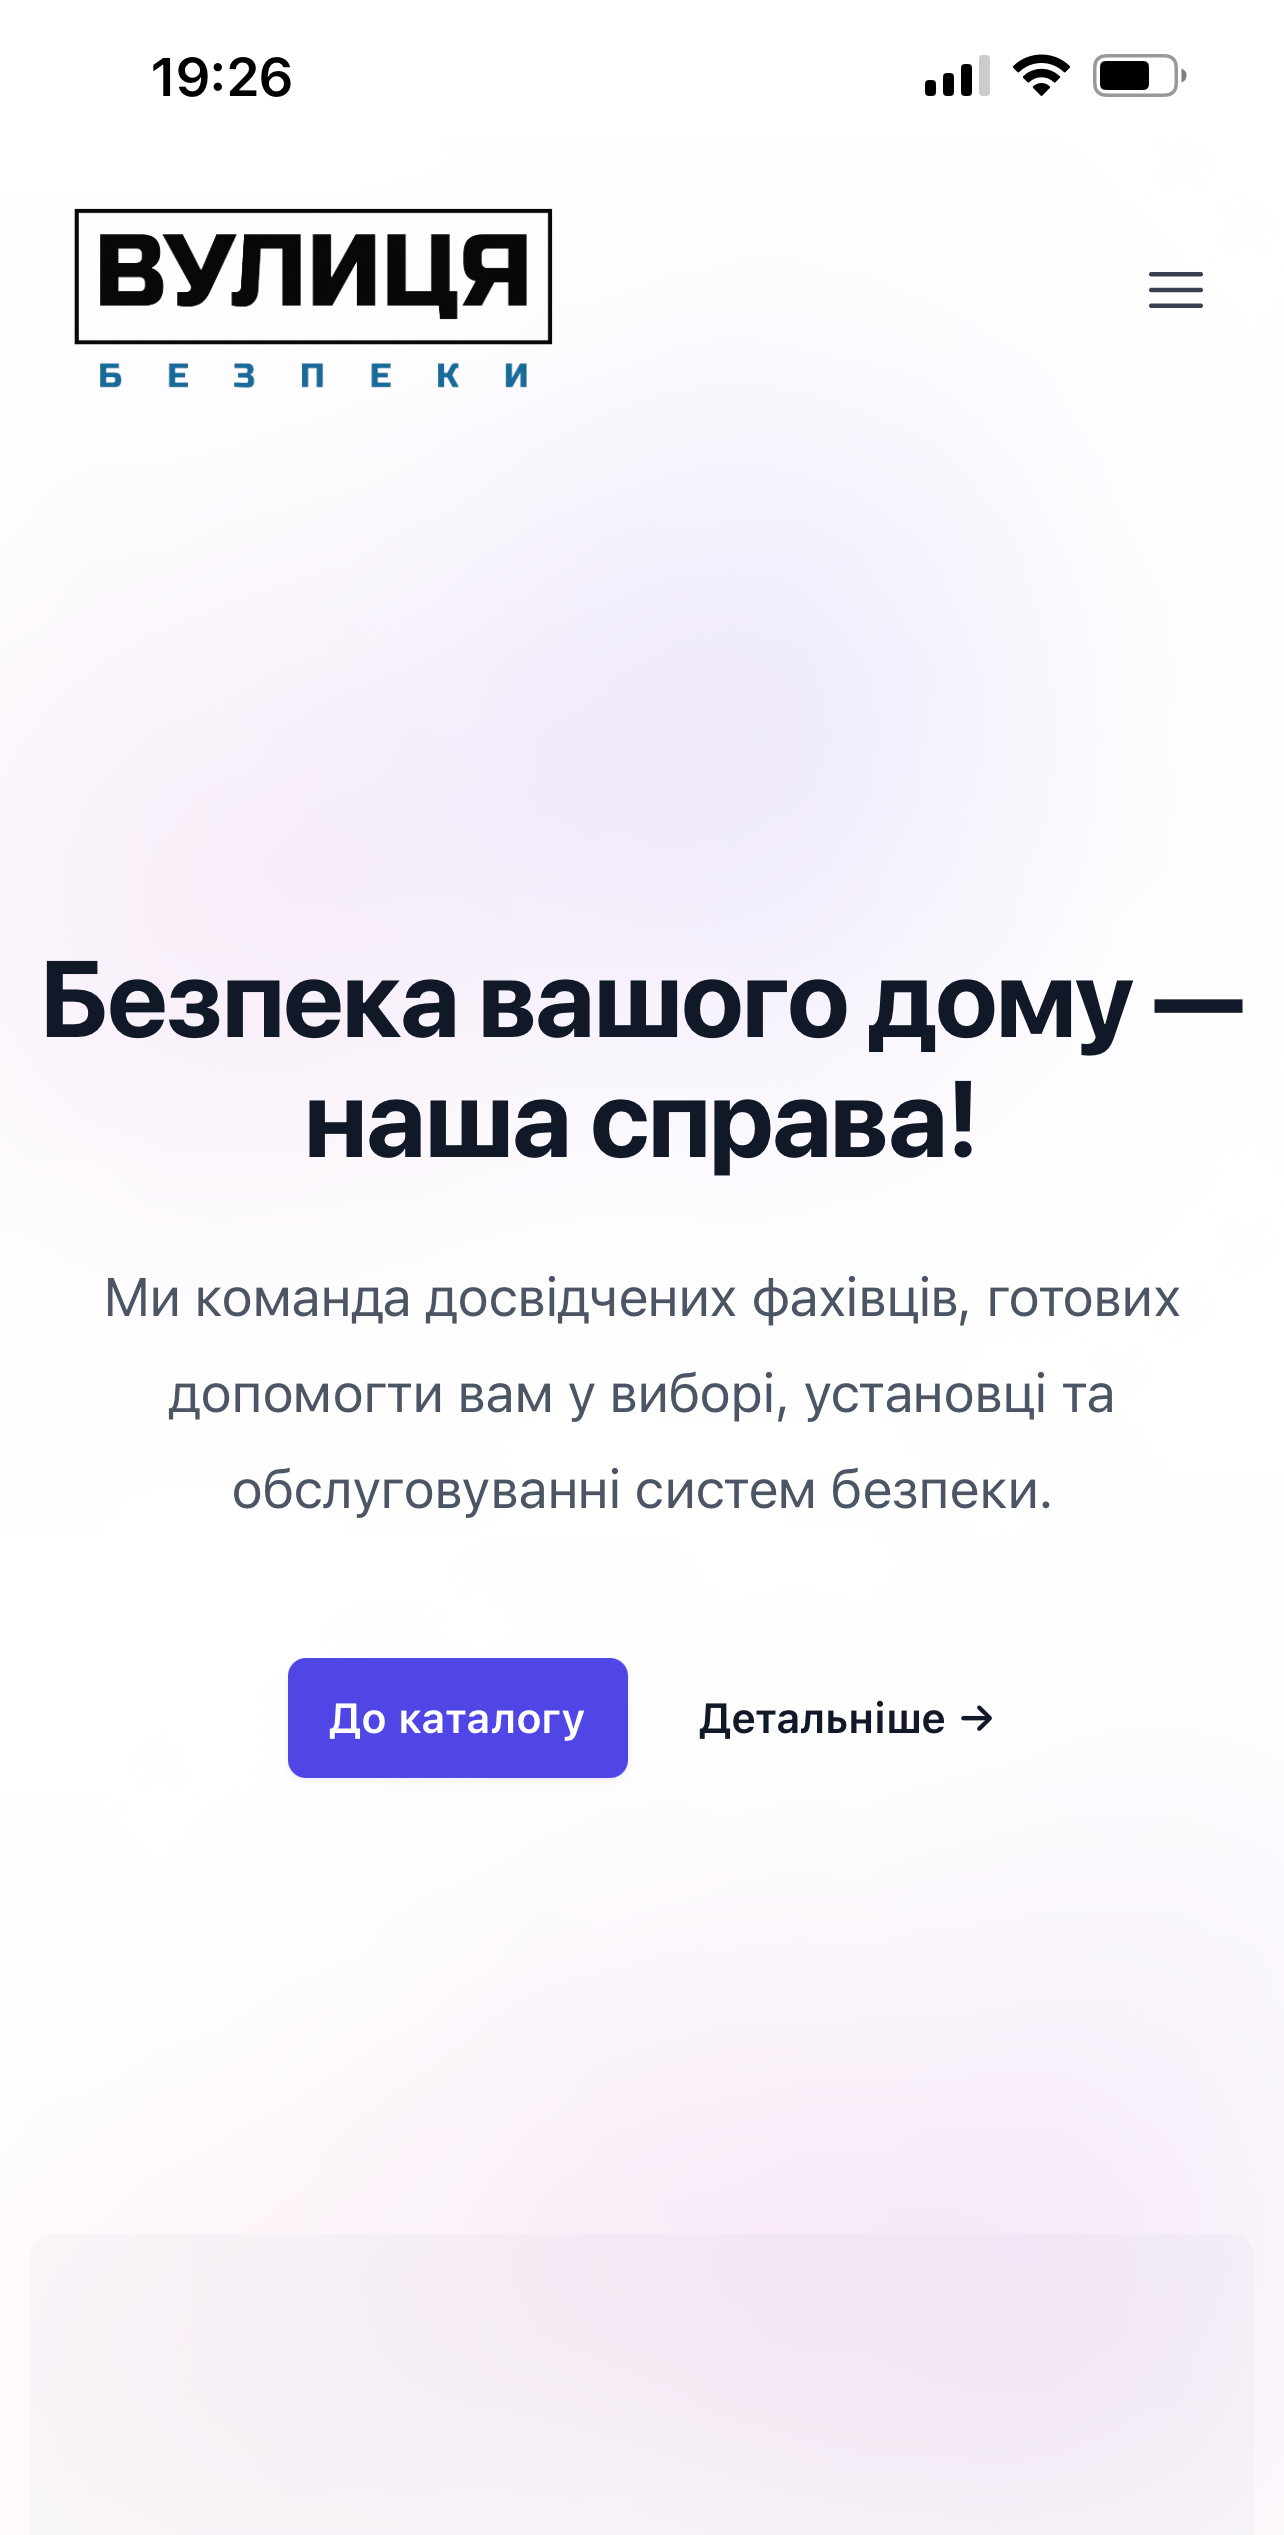 19:26
ВУЛИЦЯ
БЕЗПЕКИ
Безпека вашого дому —
наша справа!
Ми команда досвідчених фахівців, готових
допомогти вам у виборі, установці та
обслуговуванні систем безпеки.
До каталогу
Детальніше →